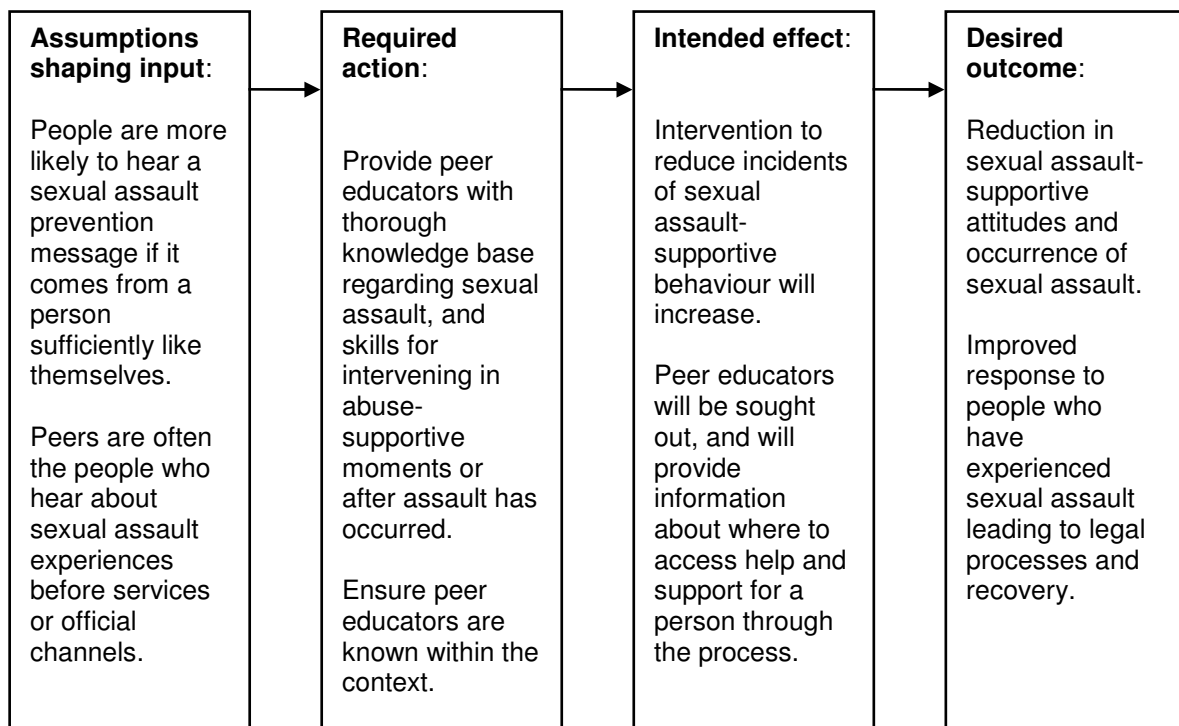 Assumptions
shaping input:
People are more
likely to hear a
sexual assault
prevention
message if it
comes from a
person
sufficiently like
themselves.
Peers are often
the people who
hear about
sexual assault
experiences
before services
or official
channels.
Required
action:
Provide peer
educators with
thorough
knowledge base
regarding sexual
assault, and
skills for
intervening in
abuse-
supportive
moments or
after assault has
occurred.
Ensure peer
educators are
known within the
context.
Intended effect:
Intervention to
reduce incidents
of sexual
assault-
supportive
behaviour will
increase.
Peer educators
will be sought
out, and will
provide
information
about where to
access help and
support for a
person through
the process.
Desired
outcome:
Reduction in
sexual assault-
supportive
attitudes and
occurrence of
sexual assault.
Improved
response to
people who
have
experienced
sexual assault
leading to legal
processes and
recovery.